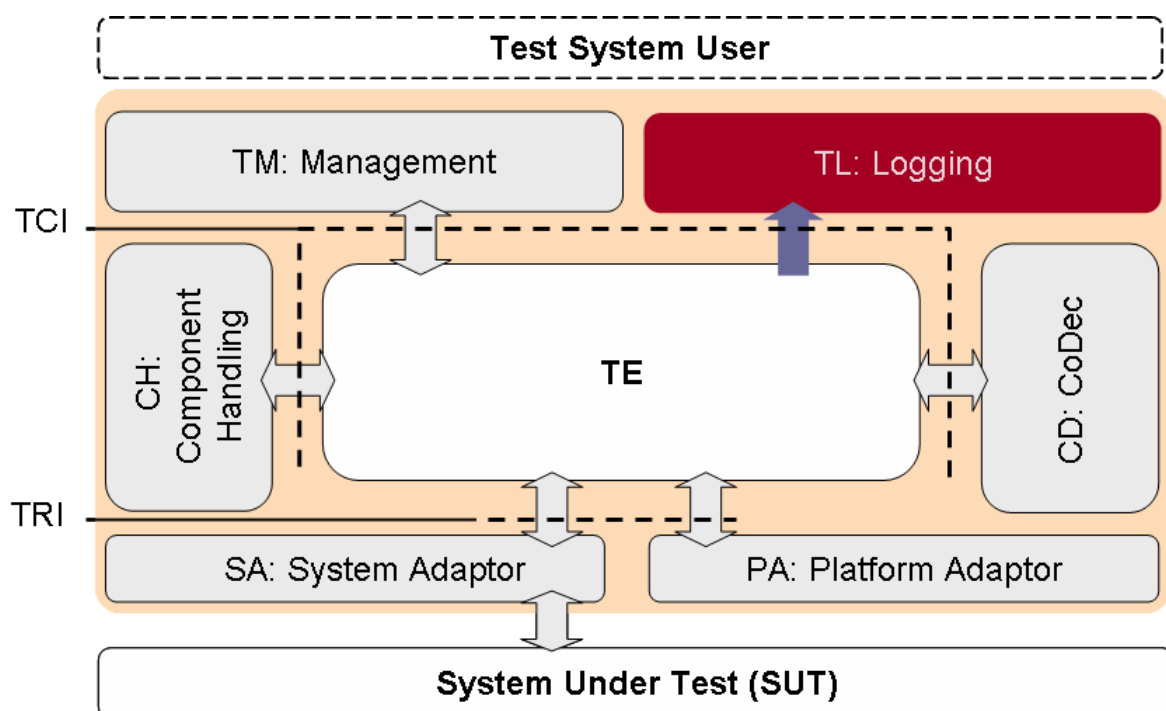 Test System User
TM: Management
TL: Logging
TCI
CH:
Component
Handling
TE
CD: CoDec
TRI
SA: System Adaptor
PA: Platform Adaptor
System Under Test (SUT)